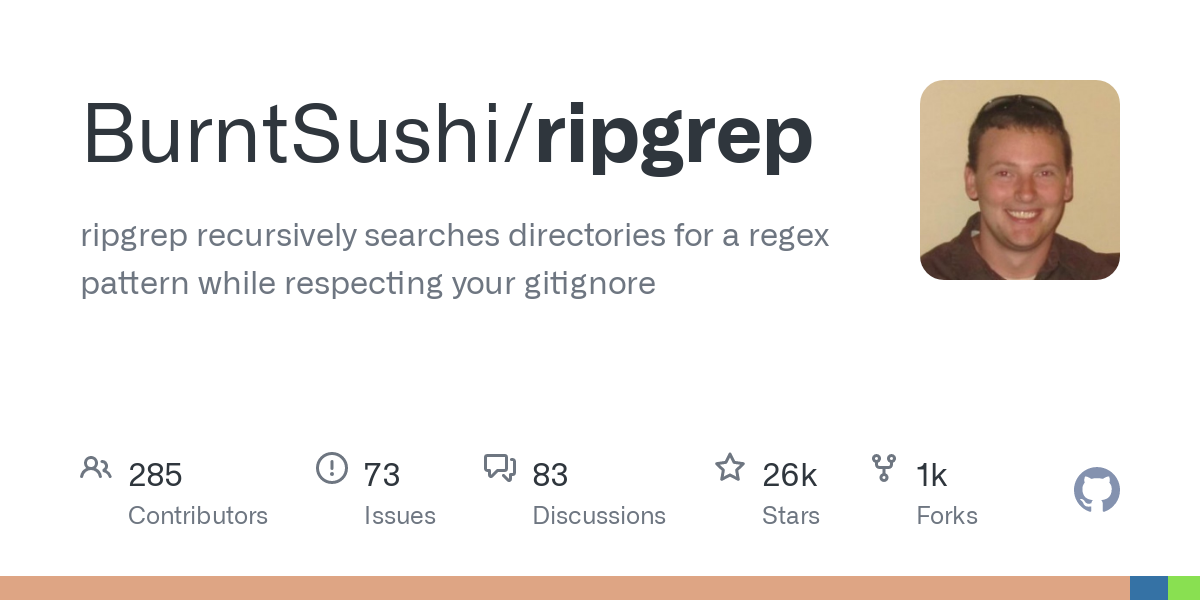 BurntSushi/ripgrep
ripgrep recursively searches directories for a regex
pattern while respecting your gitignore
285 73 83 26k 1k
Contributors Issues Discussions Stars Forks